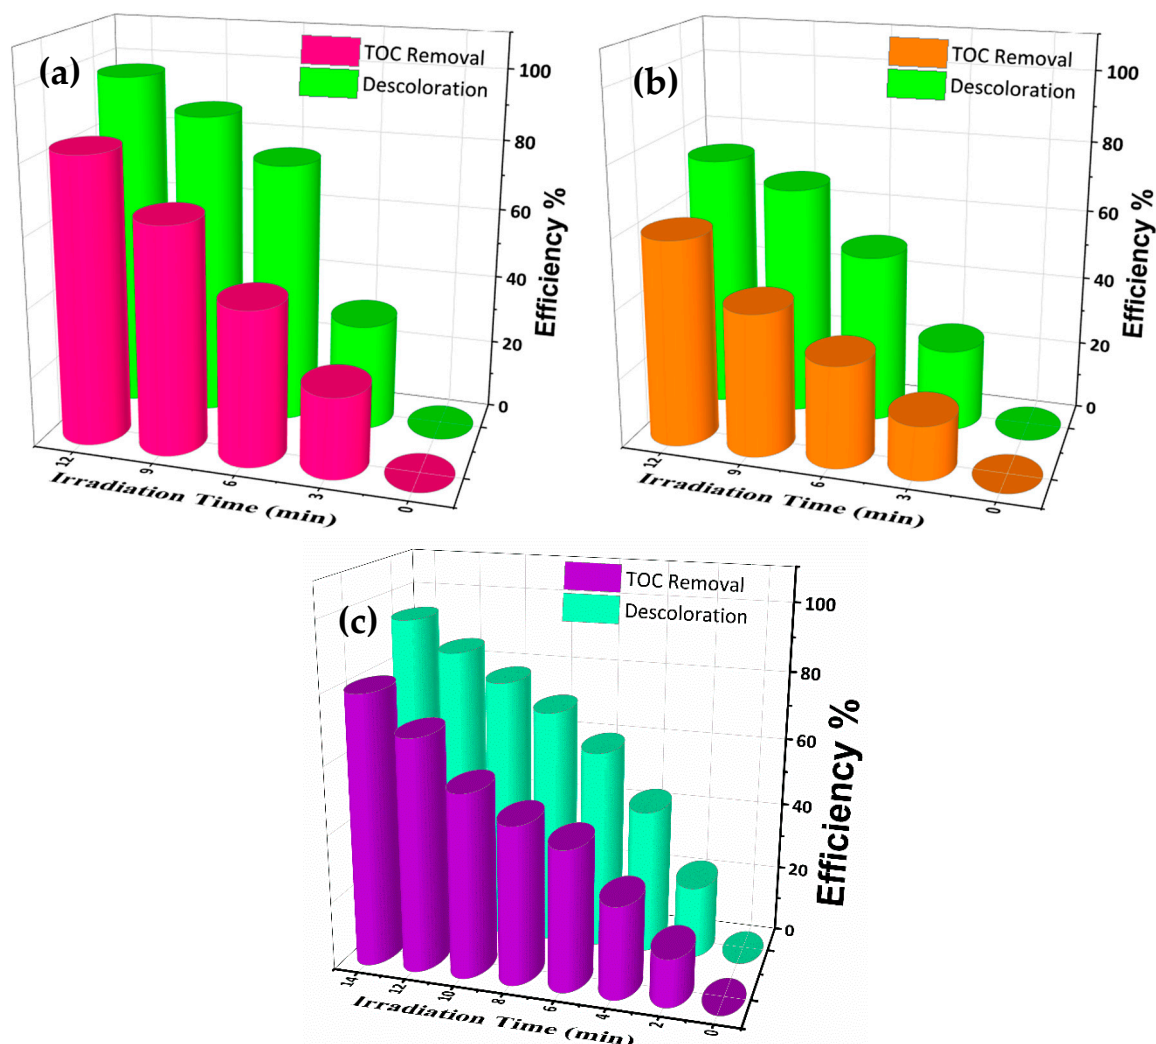 (a)
TOC Removal
Descoloration
100
80
60
40
20
0
Efficiency %
12
9
6
3
0
Irradiation Time (min)
(b)
TOC Removal
Descoloration
100
80
60
40
20
0
Efficiency %
12
9
6
3
0
Irradiation Time (min)
(c)
TOC Removal
Descoloration
100
80
60
40
20
0
Efficiency %
14
12
10
8
6
4
2
0
Irradiation Time (min)